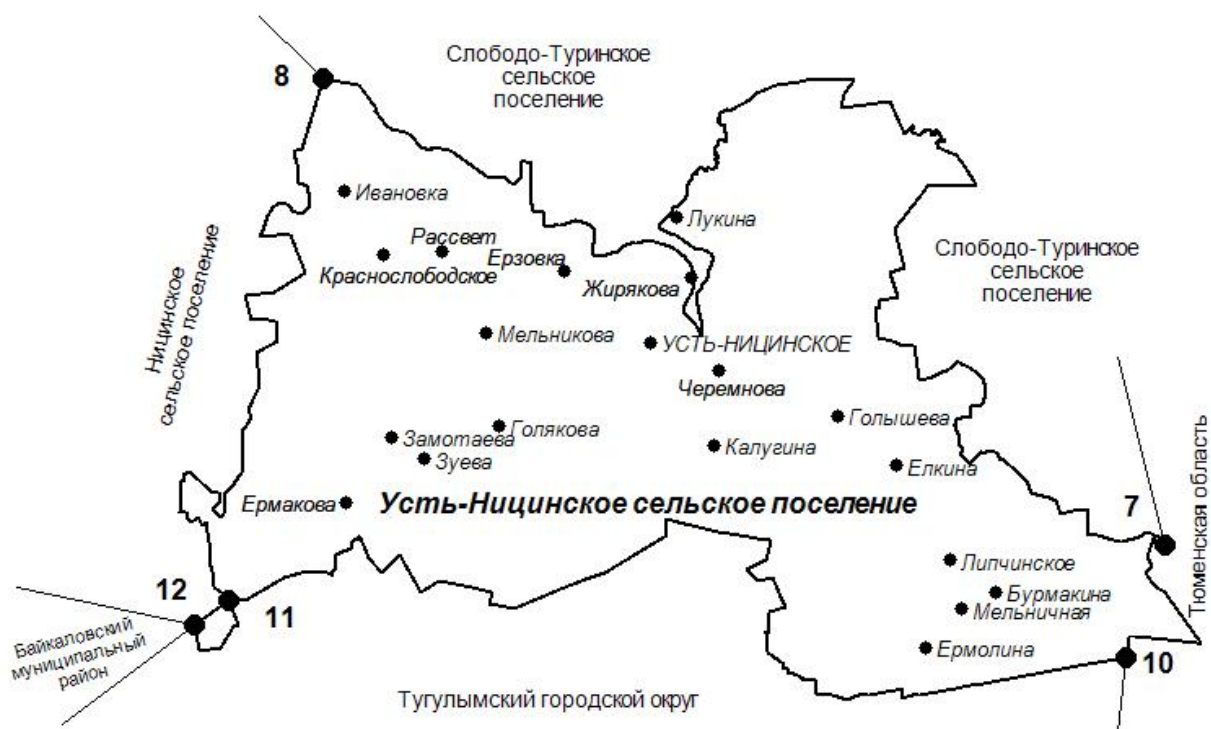 8
Слободо-Туринское
сельское
поселение
Ивановка
Рассвет
Краснослободское
Ерзовка
Лукина
Жирякова
Слободо-Туринское
сельское
поселение
Ницинское
сельское поселение
Мельникова
УСТЬ-НИЦИНСКОЕ
Черемнова
Голышева
Голякова
Замотаева
Зуева
Калугина
Елкина
Ермакова
Усть-Ницинское сельское поселение
7
Тюменская область
Липчинское
Бурмакина
Мельничная
Ермолина
10
12
11
Байкаловский
муниципальный
район
Тугулымский городской округ